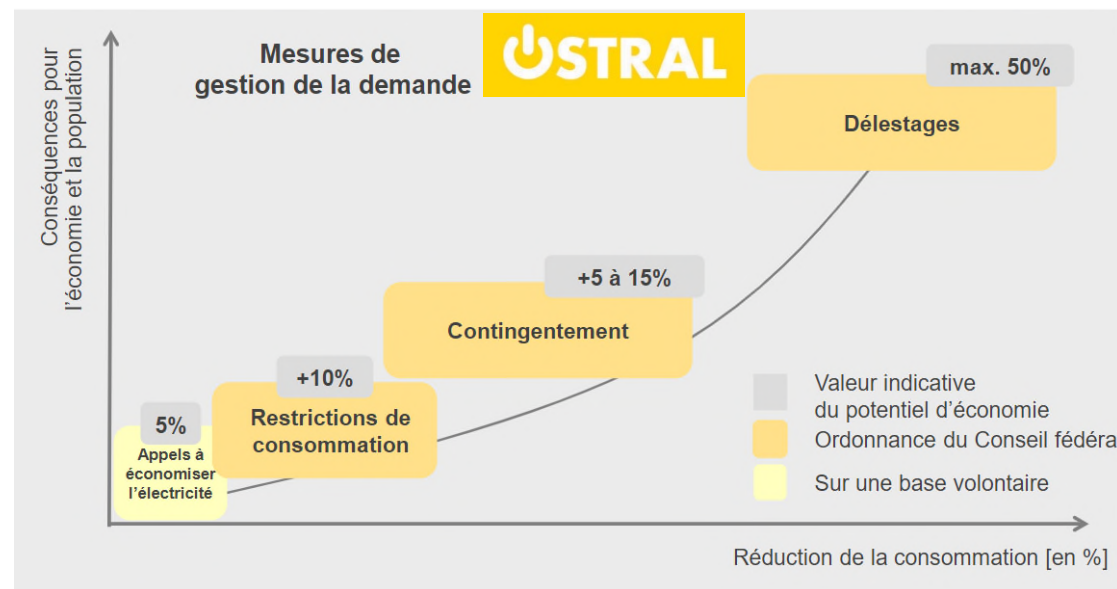 Conséquences pour
l'économie et la population
Mesures de
gestion de la demande
OSTRAL
max. 50%
Délestages
+5 à 15%
Contingentement
+10%
Restrictions de
consommation
5%
Appels à
économiser
l'électricité
Valeur indicative
du potentiel d'économie
Ordonnance du Conseil fédéra
Sur une base volontaire
Réduction de la consommation [en %]